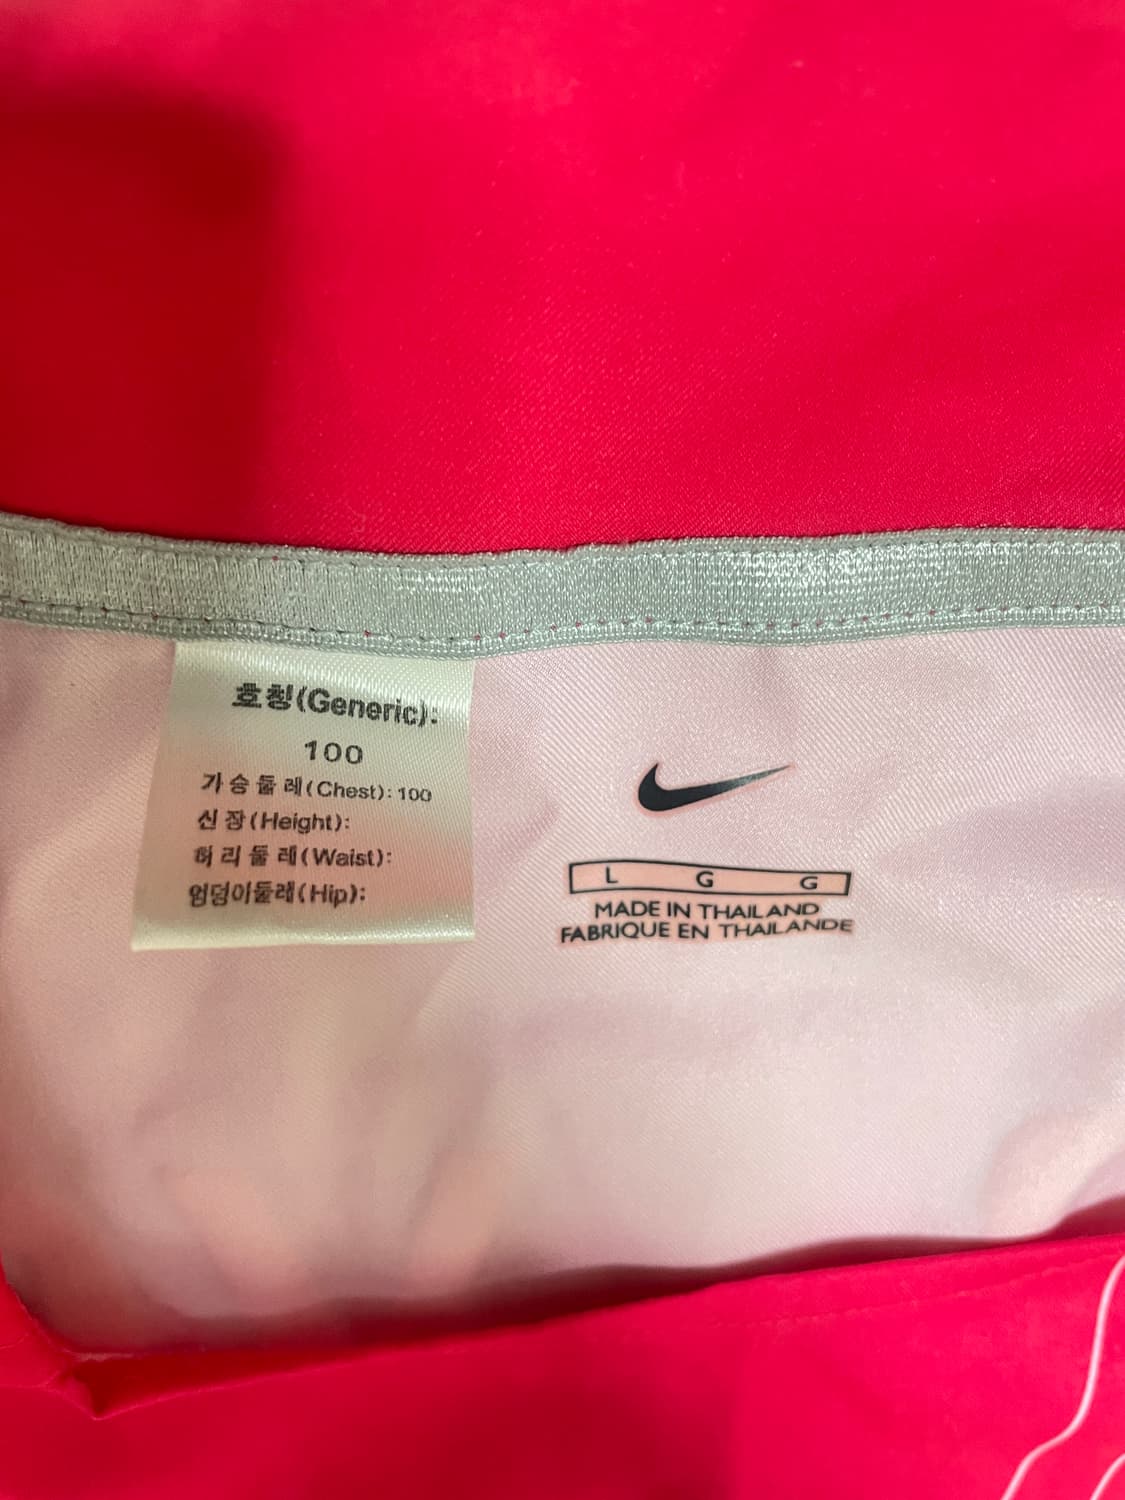 호칭(Generic):
100
가슴둘레(Chest): 100
신장(Height):
허리둘레(Waist):
엉덩이둘레(Hip):
L G G
MADE IN THAILAND
FABRIQUE EN THAILANDE